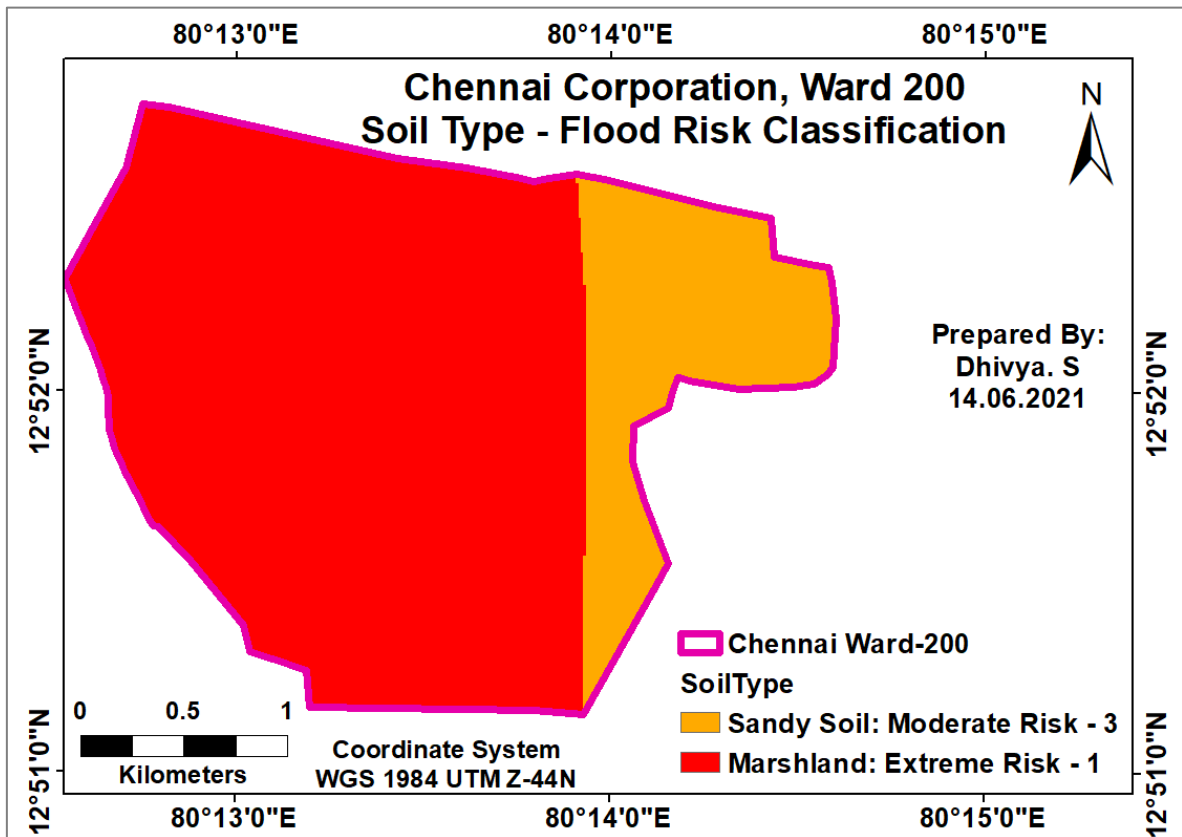 80°13'0"E
80°14'0"E
80°15'0"E
Chennai Corporation, Ward 200
Soil Type - Flood Risk Classification
N
12°52'0"N
Prepared By:
Dhivya. S
14.06.2021
12°52'0"N
Chennai Ward-200
SoilType
Sandy Soil: Moderate Risk - 3
Marshland: Extreme Risk - 1
0 0.5 1
Kilometers
Coordinate System
WGS 1984 UTM Z-44N
12°51'0"N
12°51'0"N
80°13'0"E
80°14'0"E
80°15'0"E